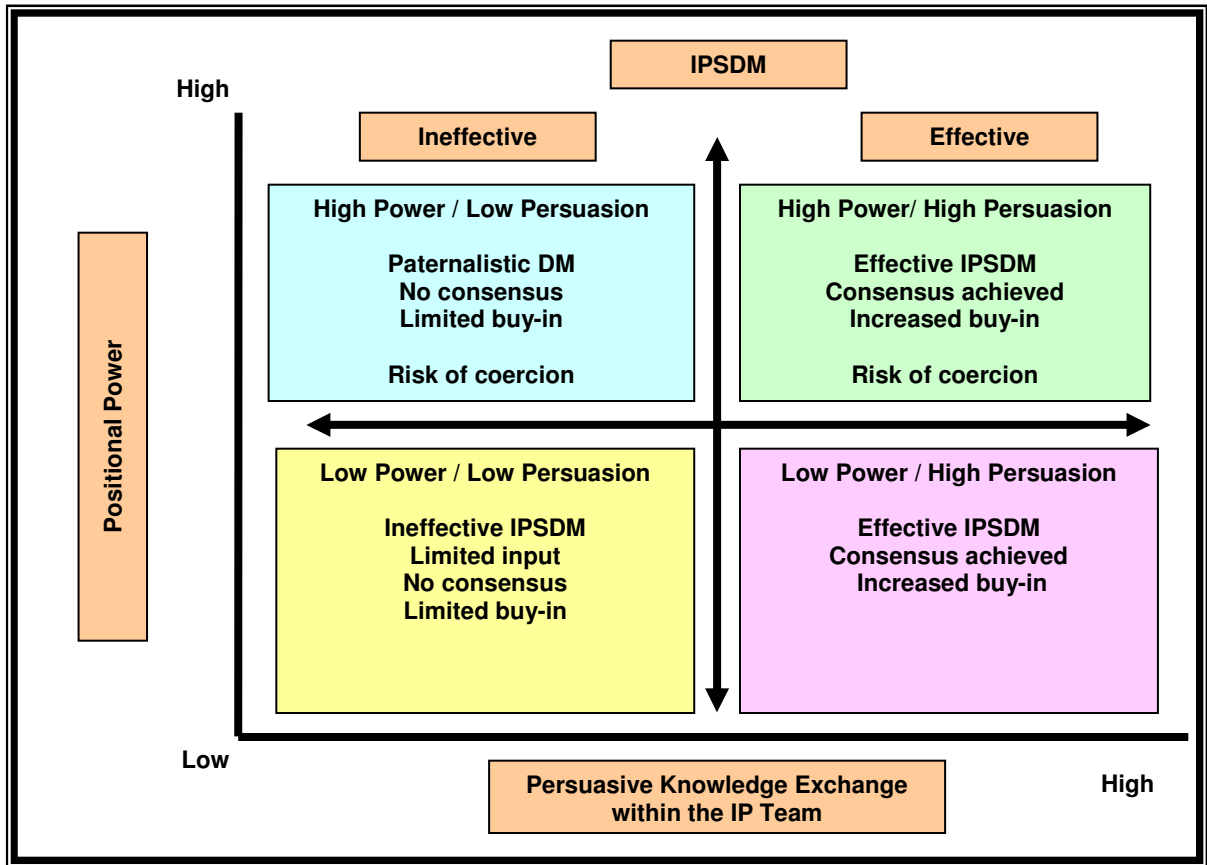 IPSDM
High
Ineffective
Effective
High Power / Low Persuasion
Paternalistic DM
No consensus
Limited buy-in
Risk of coercion
High Power/ High Persuasion
Effective IPSDM
Consensus achieved
Increased buy-in
Risk of coercion
Positional Power
Low Power / Low Persuasion
Ineffective IPSDM
Limited input
No consensus
Limited buy-in
Low Power / High Persuasion
Effective IPSDM
Consensus achieved
Increased buy-in
Low
Persuasive Knowledge Exchange
within the IP Team
High